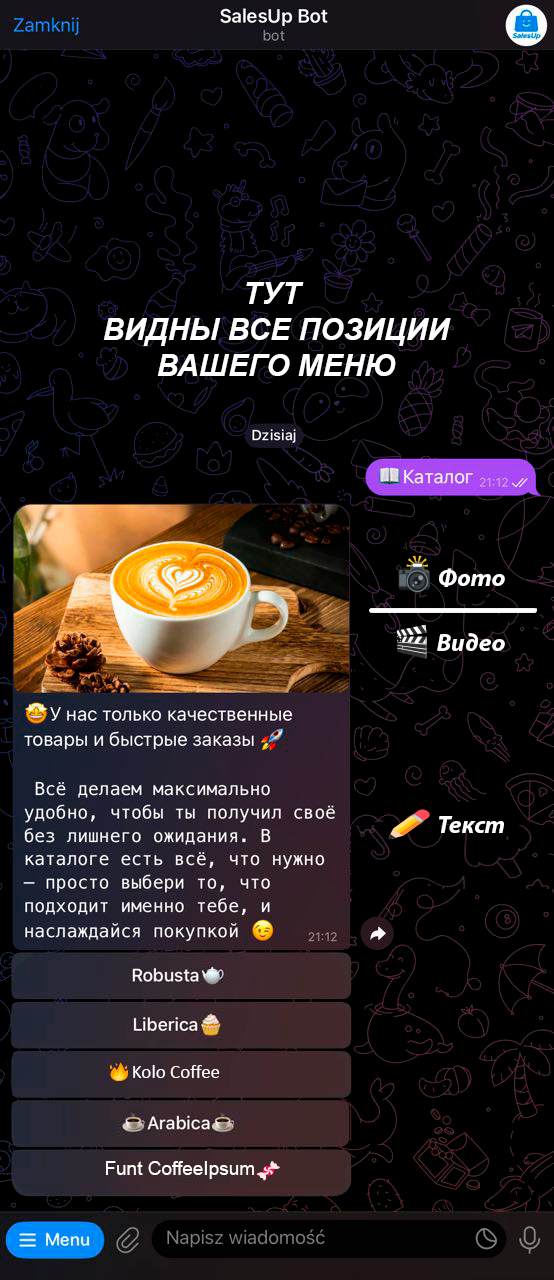 Zamknij
SalesUp Bot
bot
SalesUp
ТУТ
ВИДНЫ ВСЕ ПОЗИЦИИ
ВАШЕГО МЕНЮ
Dzisiaj
📖Каталог 21:12
📸 Фото
🎬 Видео
🤩У нас только качественные
товары и быстрые заказы 🚀
Всё делаем максимально
удобно, чтобы ты получил своё
без лишнего ожидания. В
каталоге есть всё, что нужно
— просто выбери то, что
подходит именно тебе, и
наслаждайся покупкой 😉 21:12
✏️ Текст
Robusta🫖
Liberica🧁
🔥Kolo Coffee
☕Arabica☕
Funt CoffeeIpsum🍬
Menu
Napisz wiadomość